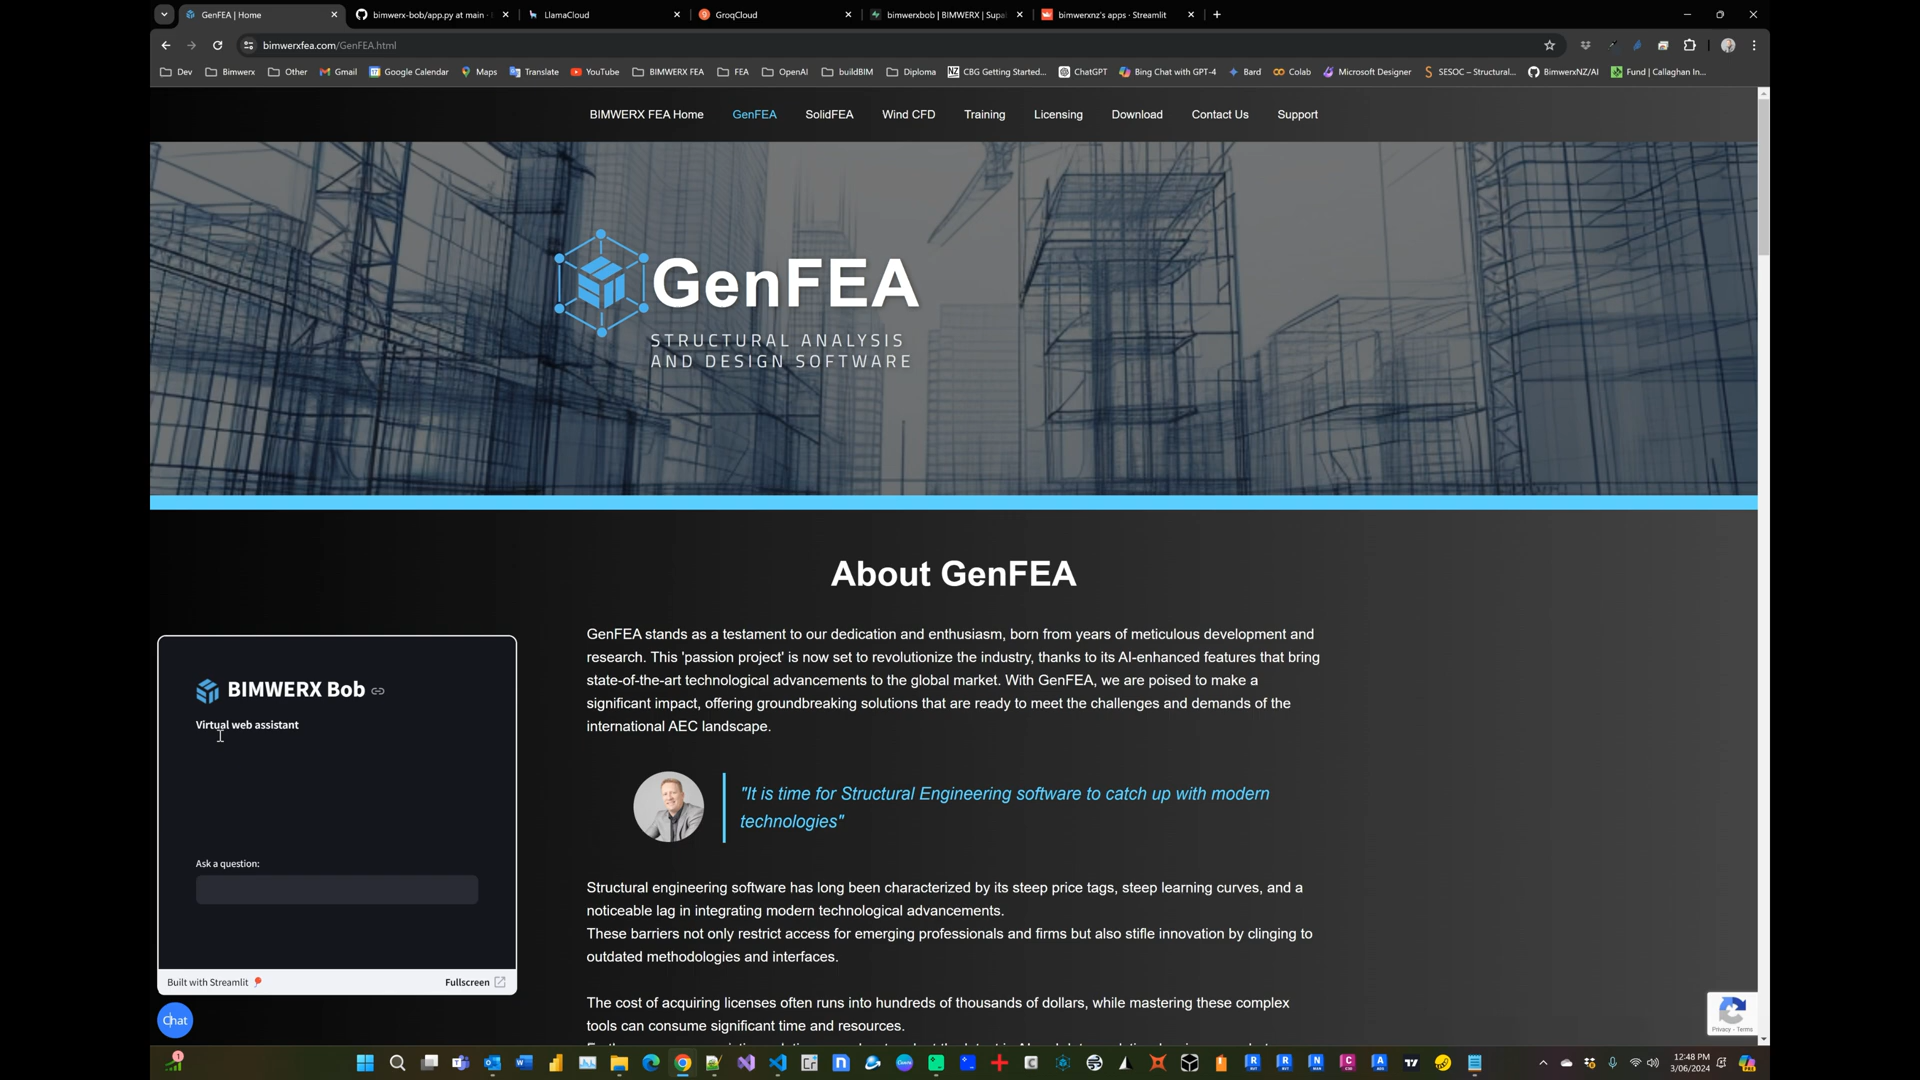 GenFEA | Home
bimwerx-bob/app.py at main ·
LlamaCloud
GroqCloud
bimwerxbob | BIMWERX | Supa
bimwerxnz's apps · Streamlit
bimwerxfea.com/GenFEA.html
Dev
Bimwerx
Other
Gmail
Google Calendar
Maps
Translate
YouTube
BIMWERX FEA
FEA
OpenAI
buildBIM
Diploma
CBG Getting Started...
ChatGPT
Bing Chat with GPT-4
Bard
Colab
Microsoft Designer
SESOC – Structural...
BimwerxNZ/AI
Fund | Callaghan In...
BIMWERX FEA Home
GenFEA
SolidFEA
Wind CFD
Training
Licensing
Download
Contact Us
Support
GenFEA
STRUCTURAL ANALYSIS
AND DESIGN SOFTWARE
About GenFEA
GenFEA stands as a testament to our dedication and enthusiasm, born from years of meticulous development and
research. This 'passion project' is now set to revolutionize the industry, thanks to its AI-enhanced features that bring
state-of-the-art technological advancements to the global market. With GenFEA, we are poised to make a
significant impact, offering groundbreaking solutions that are ready to meet the challenges and demands of the
international AEC landscape.
"It is time for Structural Engineering software to catch up with modern
technologies"
Structural engineering software has long been characterized by its steep price tags, steep learning curves, and a
noticeable lag in integrating modern technological advancements.
These barriers not only restrict access for emerging professionals and firms but also stifle innovation by clinging to
outdated methodologies and interfaces.
The cost of acquiring licenses often runs into hundreds of thousands of dollars, while mastering these complex
tools can consume significant time and resources.
BIMWERX Bob
Virtual web assistant
Ask a question:
Built with Streamlit
Fullscreen
Chat
Privacy - Terms
1
12:48 PM
3/06/2024